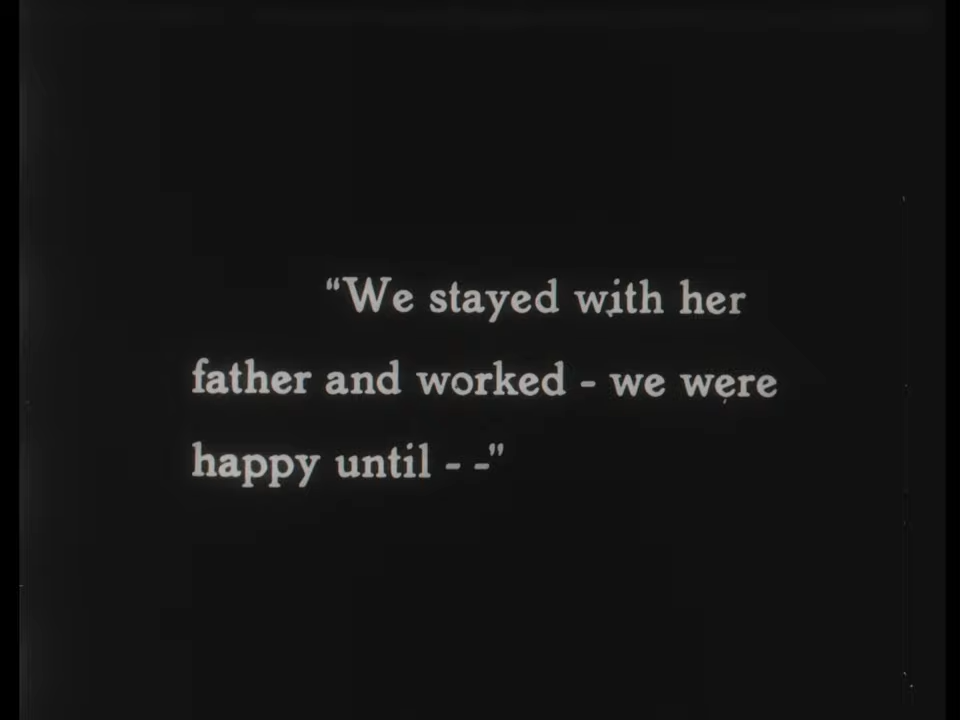 “We stayed with her
father and worked - we were
happy until - -”